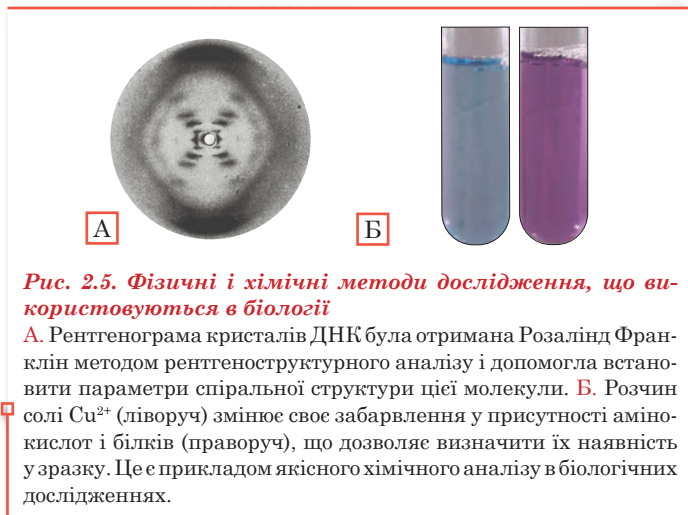 А
Б
Рис. 2.5. Фізичні і хімічні методи дослідження, що ви-
користовуються в біології
А. Рентгенограма кристалів ДНК була отримана Розалінд Фран-
клін методом рентгеноструктурного аналізу і допомогла встано-
вити параметри спіральної структури цієї молекули. Б. Розчин
солі Cu²⁺ (ліворуч) змінює своє забарвлення у присутності аміно-
кислот і білків (праворуч), що дозволяє визначити їх наявність
у зразку. Це є прикладом якісного хімічного аналізу в біологічних
дослідженнях.